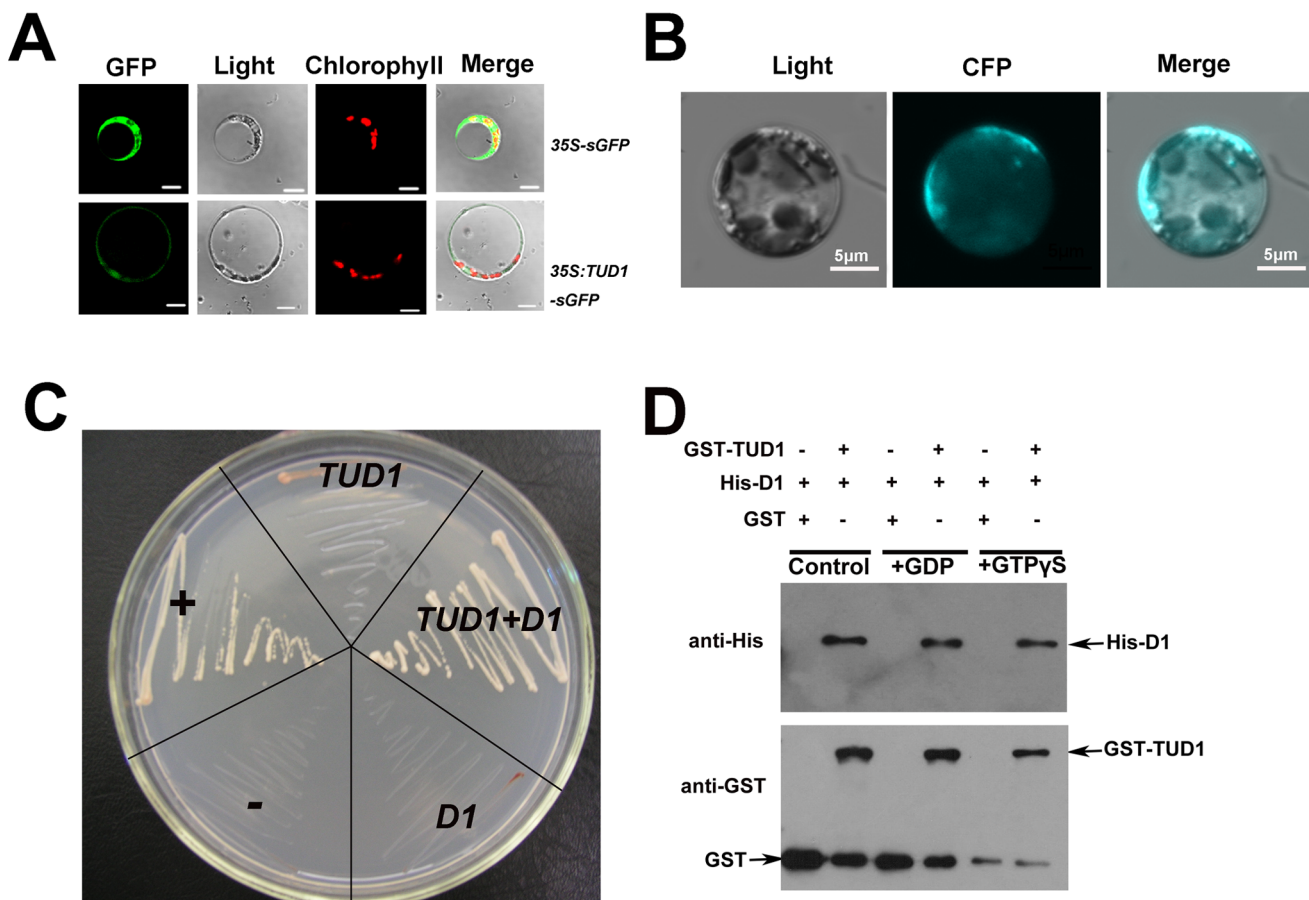 A
GFP Light Chlorophyll Merge
35S-sGFP
35S:TUD1
-sGFP
B
Light CFP Merge
5μm 5μm 5μm
C
TUD1
+
TUD1+D1
-
D1
D
GST-TUD1 - + - + - +
His-D1 + + + + + +
GST + - + - + -
Control +GDP +GTPγS
anti-His His-D1
GST-TUD1
anti-GST
GST